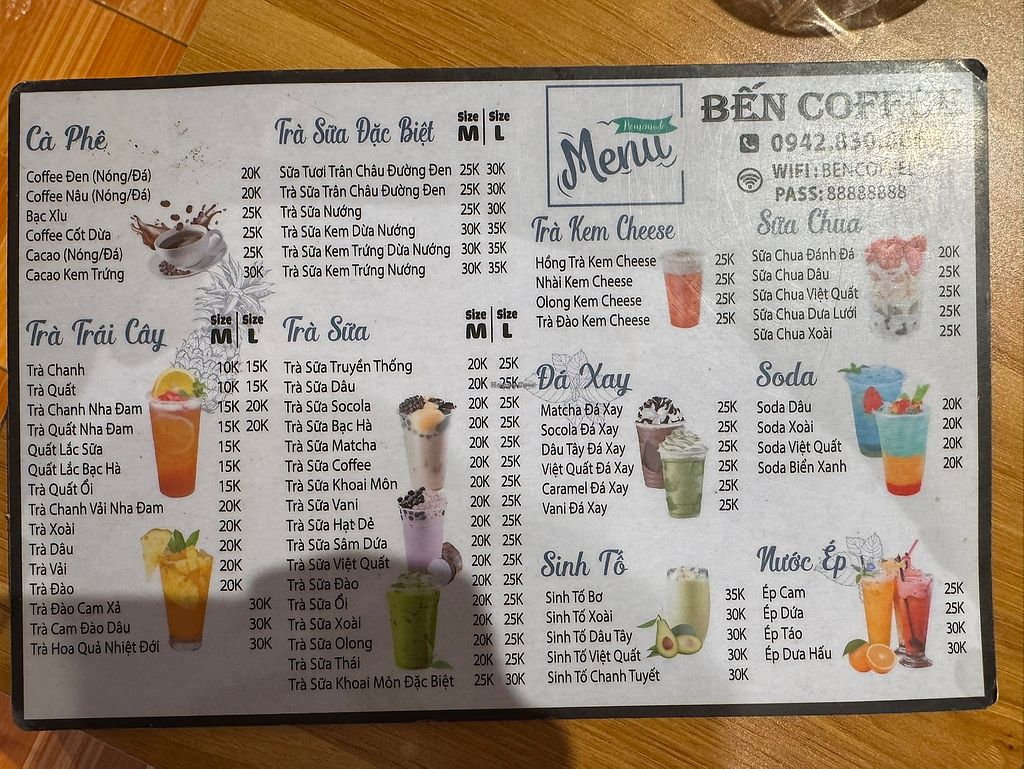 Cà Phê
Coffee Đen (Nóng/Đá) 20K
Coffee Nâu (Nóng/Đá) 20K
Bạc Xỉu 25K
Coffee Cốt Dừa 25K
Cacao (Nóng/Đá) 25K
Cacao Kem Trứng 30K
Trà Sữa Đặc Biệt Size M Size L
Sữa Tươi Trân Châu Đường Đen 25K 30K
Trà Sữa Trân Châu Đường Đen 25K 30K
Trà Sữa Nướng 25K 30K
Trà Sữa Kem Dừa Nướng 30K 35K
Trà Sữa Kem Trứng Dừa Nướng 30K 35K
Trà Sữa Kem Trứng Nướng 30K 35K
Homemade
Menu
BẾN COFFEE
0942.830.
WIFI: BENCOFFEE
PASS: 88888888
Trà Kem Cheese
Hồng Trà Kem Cheese 25K
Nhài Kem Cheese 25K
Olong Kem Cheese 25K
Trà Đào Kem Cheese 25K
Sữa Chua
Sữa Chua Đánh Đá 20K
Sữa Chua Dâu 25K
Sữa Chua Việt Quất 25K
Sữa Chua Dưa Lưới 25K
Sữa Chua Xoài 25K
Trà Trái Cây Size M Size L
Trà Chanh 10K 15K
Trà Quất 10K 15K
Trà Chanh Nha Đam 15K 20K
Trà Quất Nha Đam 15K 20K
Quất Lắc Sữa 15K
Quất Lắc Bạc Hà 15K
Trà Quất Ổi 15K
Trà Chanh Vải Nha Đam 20K
Trà Xoài 20K
Trà Dâu 20K
Trà Vải 20K
Trà Đào 20K
Trà Đào Cam Xả 30K
Trà Cam Đào Dâu 30K
Trà Hoa Quả Nhiệt Đới 30K
Trà Sữa Size M Size L
Trà Sữa Truyền Thống 20K 25K
Trà Sữa Dâu 20K 25K
Trà Sữa Socola 20K 25K
Trà Sữa Bạc Hà 20K 25K
Trà Sữa Matcha 20K 25K
Trà Sữa Coffee 20K 25K
Trà Sữa Khoai Môn 20K 25K
Trà Sữa Vani 20K 25K
Trà Sữa Hạt Dẻ 20K 25K
Trà Sữa Sâm Dứa 20K 25K
Trà Sữa Việt Quất 20K 25K
Trà Sữa Đào 20K 25K
Trà Sữa Ổi 20K 25K
Trà Sữa Xoài 20K 25K
Trà Sữa Olong 20K 25K
Trà Sữa Thái 20K 25K
Trà Sữa Khoai Môn Đặc Biệt 25K 30K
Đá Xay
Matcha Đá Xay 25K
Socola Đá Xay 25K
Dâu Tây Đá Xay 25K
Việt Quất Đá Xay 25K
Caramel Đá Xay 25K
Vani Đá Xay 25K
Soda
Soda Dâu 20K
Soda Xoài 20K
Soda Việt Quất 20K
Soda Biển Xanh 20K
Sinh Tố
Sinh Tố Bơ 35K
Sinh Tố Xoài 30K
Sinh Tố Dâu Tây 30K
Sinh Tố Việt Quất 30K
Sinh Tố Chanh Tuyết 30K
Nước Ép
Ép Cam 25K
Ép Dứa 25K
Ép Táo 30K
Ép Dưa Hấu 30K